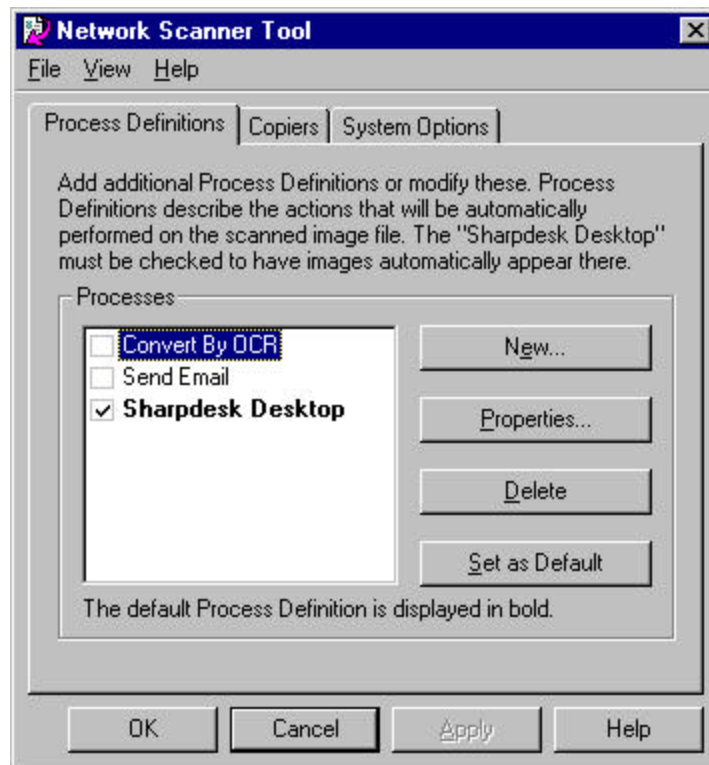 Network Scanner Tool
File View Help
Process Definitions Copiers System Options
Add additional Process Definitions or modify these. Process
Definitions describe the actions that will be automatically
performed on the scanned image file. The "Sharpdesk Desktop"
must be checked to have images automatically appear there.
Processes
Convert By OCR
Send Email
Sharpdesk Desktop
New...
Properties...
Delete
Set as Default
The default Process Definition is displayed in bold.
OK Cancel Apply Help